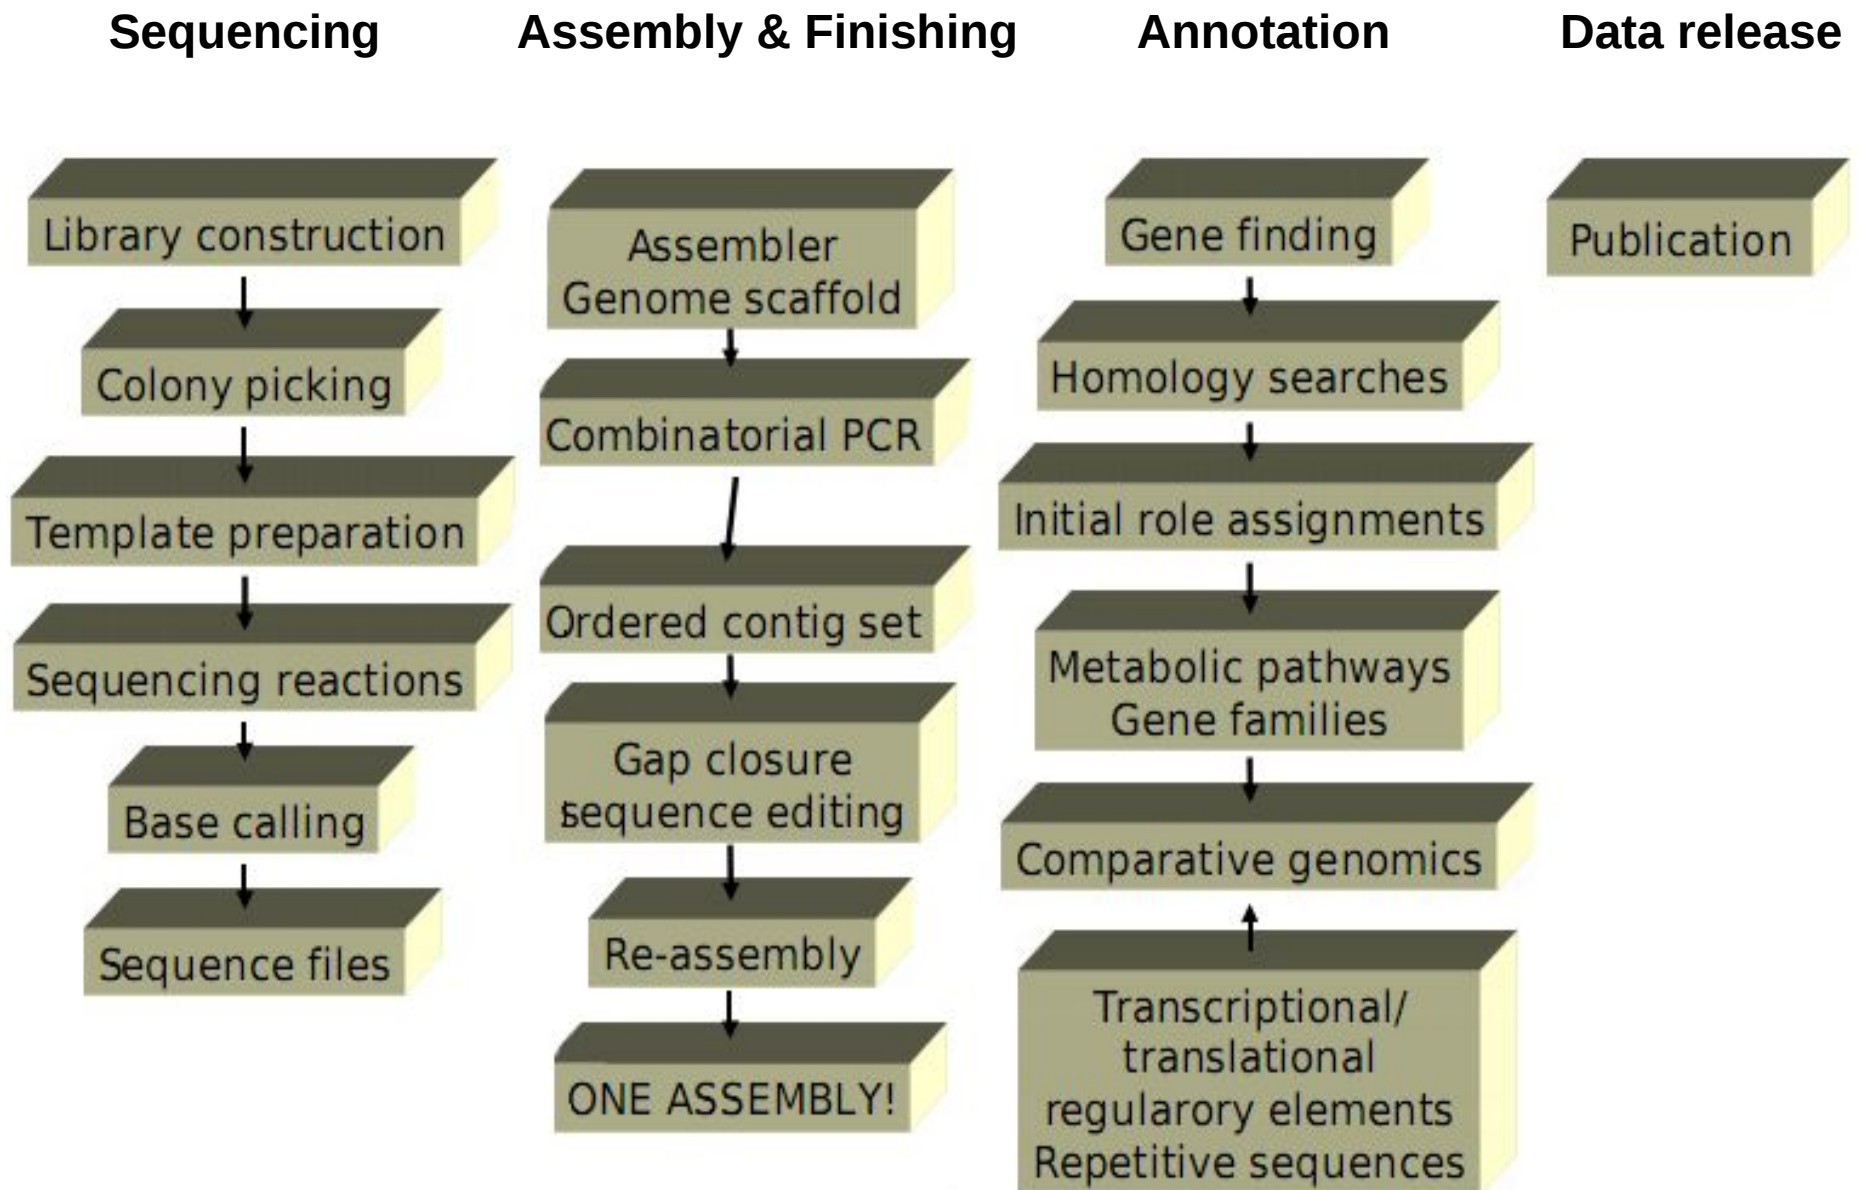 Sequencing
Assembly & Finishing
Annotation
Data release
Library construction
Colony picking
Template preparation
Sequencing reactions
Base calling
Sequence files
Assembler
Genome scaffold
Combinatorial PCR
Ordered contig set
Gap closure
sequence editing
Re-assembly
ONE ASSEMBLY!
Gene finding
Homology searches
Initial role assignments
Metabolic pathways
Gene families
Comparative genomics
Transcriptional/
translational
regularory elements
Repetitive sequences
Publication